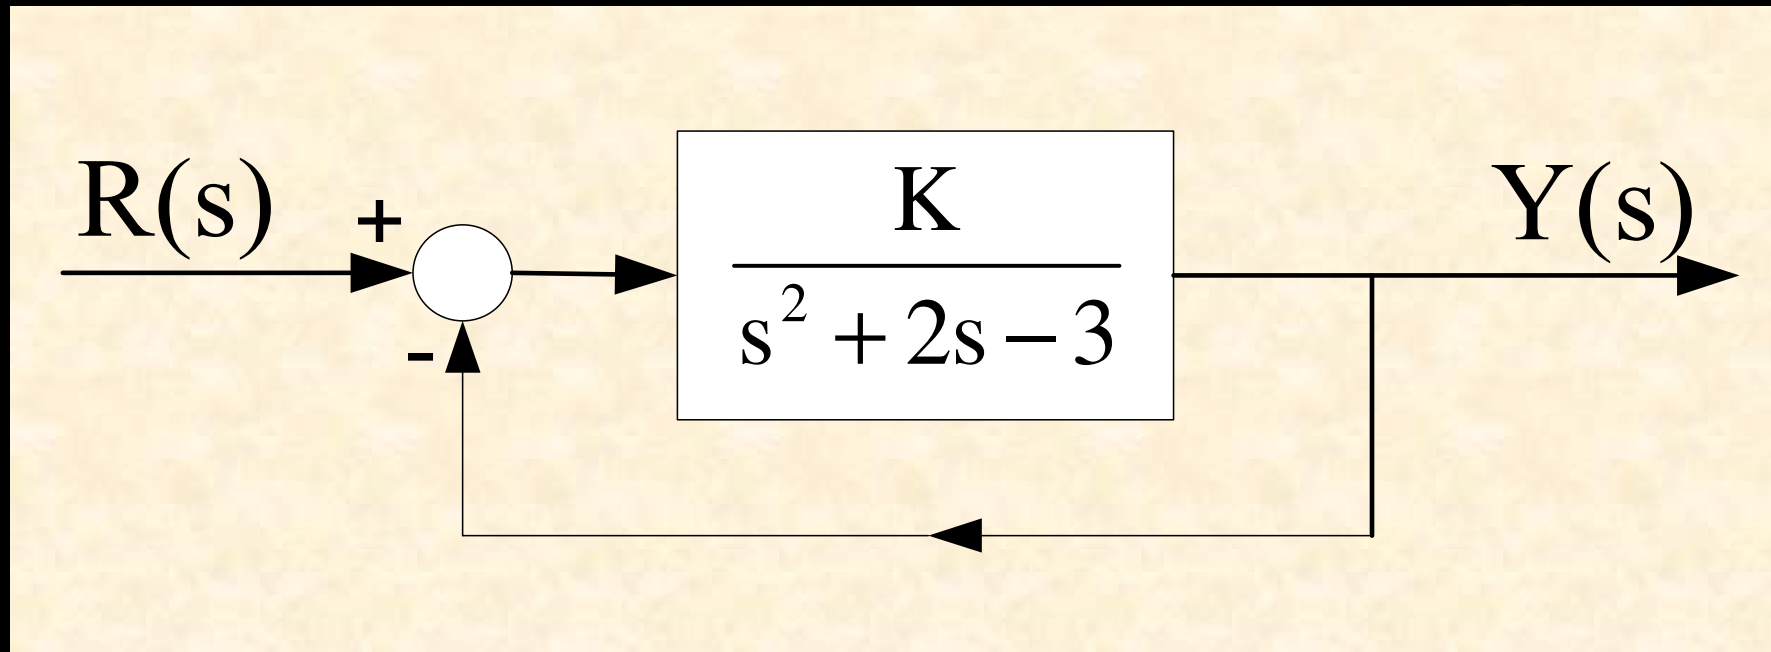 R(s)
+
-
K
s² + 2s − 3
Y(s)